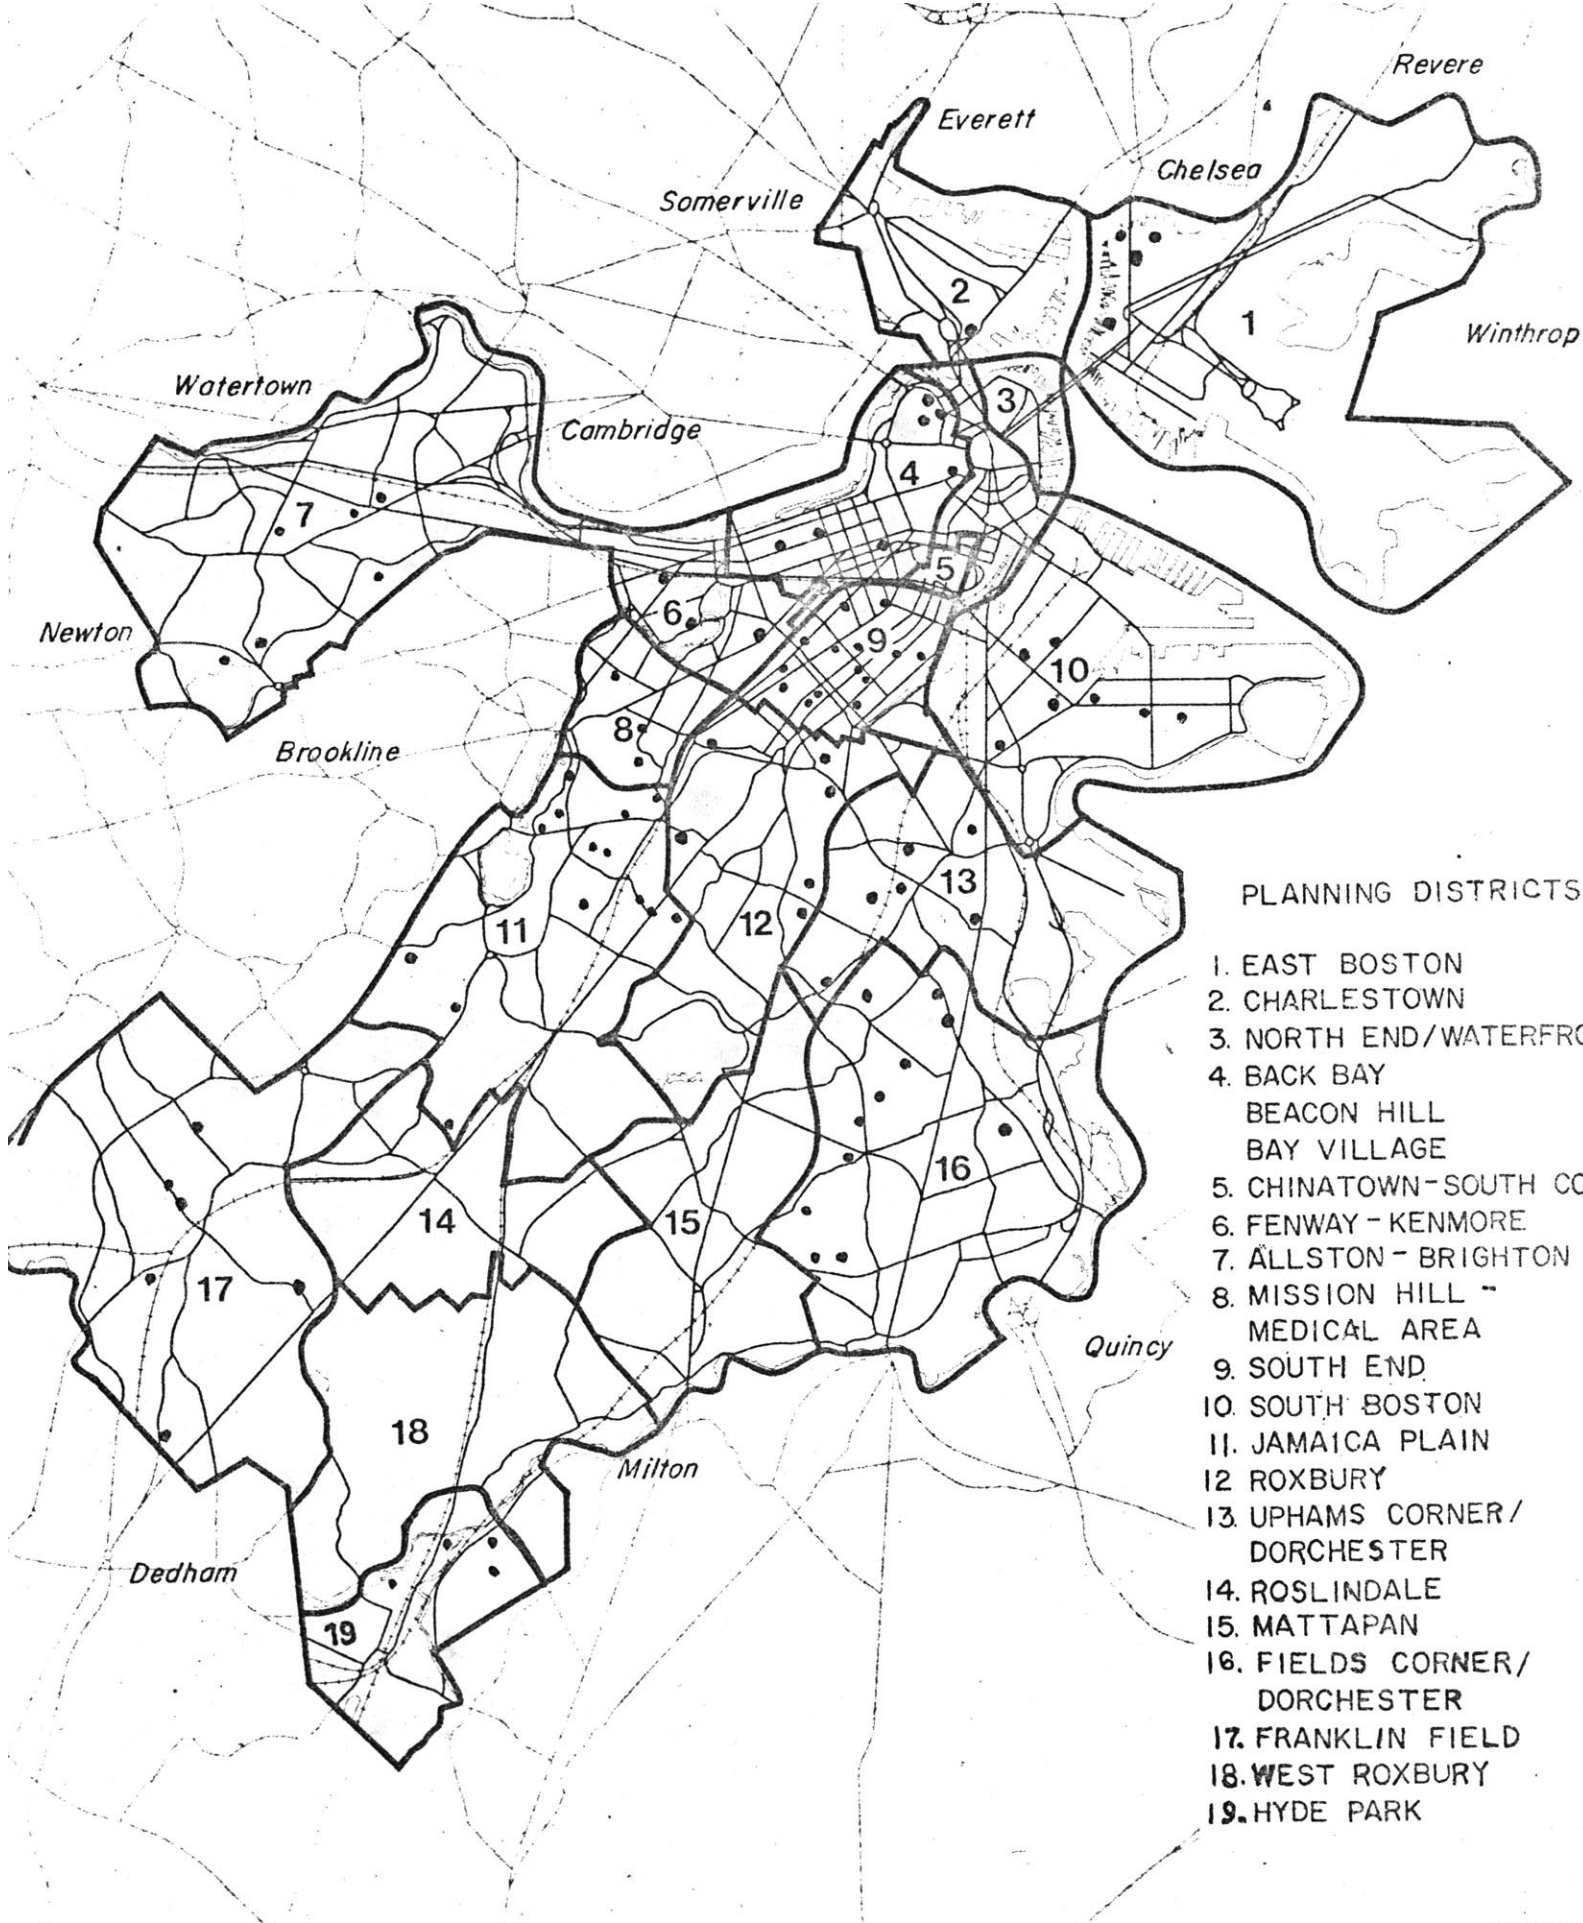 Revere
Everett
Chelsea
Somerville
2
1
Winthrop
Watertown
3
Cambridge
4
7
5
6
Newton
9
10
8
Brookline
13
PLANNING DISTRICTS
12
11
1. EAST BOSTON
2. CHARLESTOWN
3. NORTH END/WATERFRO
4. BACK BAY
BEACON HILL
BAY VILLAGE
5. CHINATOWN-SOUTH CO
6. FENWAY-KENMORE
7. ALLSTON-BRIGHTON
8. MISSION HILL -
MEDICAL AREA
9. SOUTH END
10. SOUTH BOSTON
11. JAMAICA PLAIN
12 ROXBURY
13. UPHAMS CORNER/
DORCHESTER
14. ROSLINDALE
15. MATTAPAN
16. FIELDS CORNER/
DORCHESTER
17. FRANKLIN FIELD
18. WEST ROXBURY
19. HYDE PARK
16
14
15
17
Quincy
18
Milton
Dedham
19